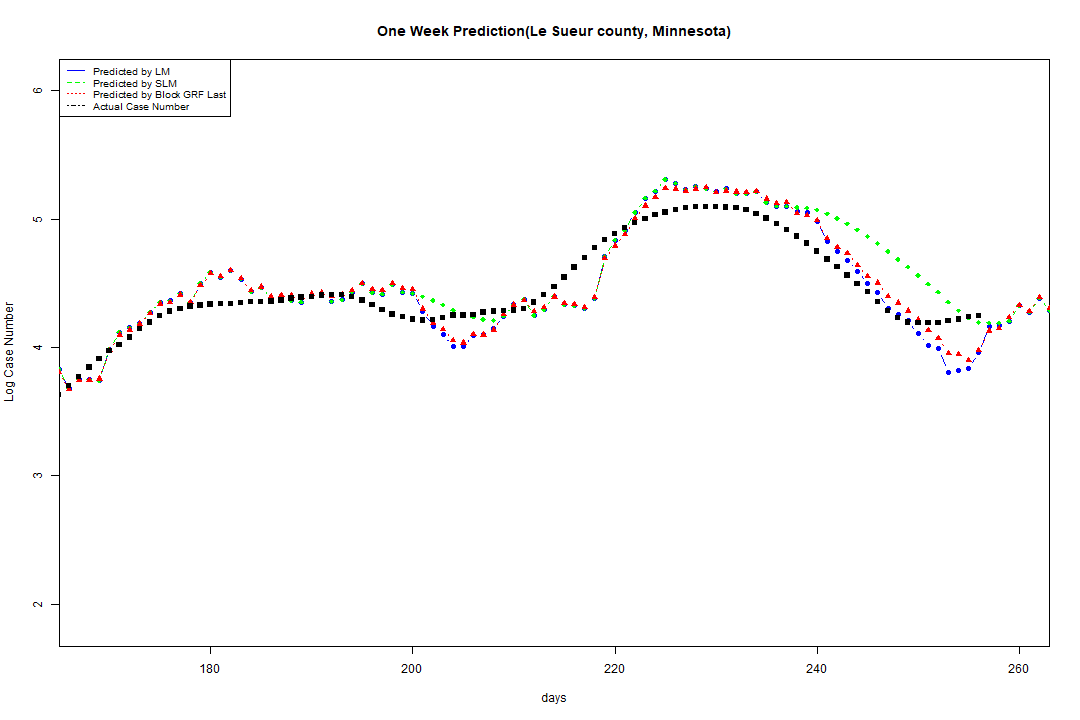 One Week Prediction(Le Sueur county, Minnesota)
Predicted by LM
Predicted by SLM
Predicted by Block GRF Last
Actual Case Number
6
5
4
3
2
Log Case Number
180 200 220 240 260
days